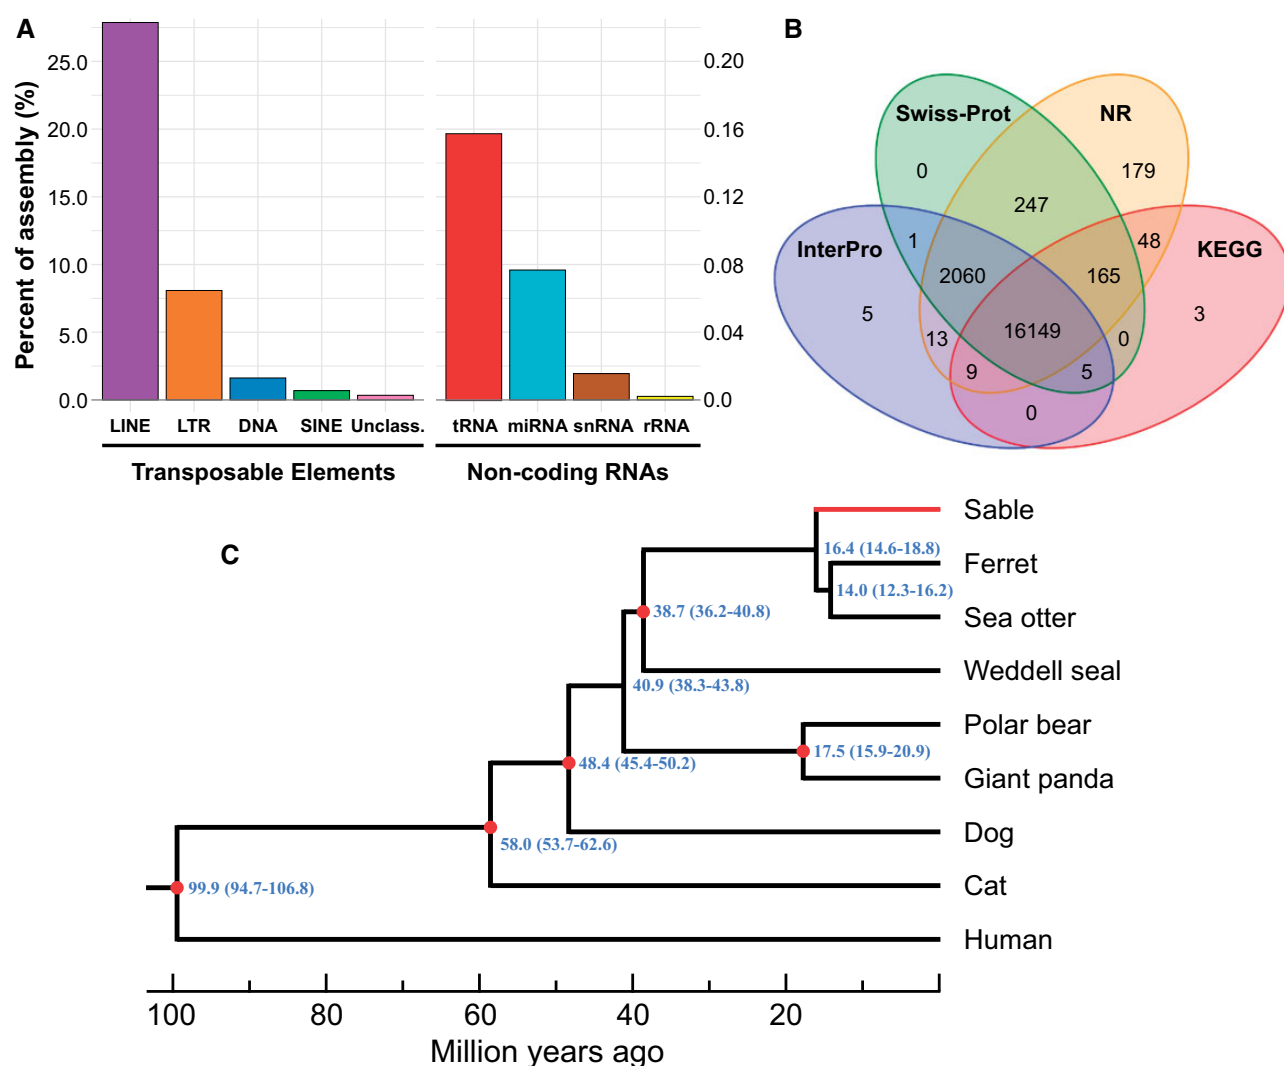 A
B
Percent of assembly (%)
25.0
20.0
15.0
10.0
5.0
0.0
0.20
0.16
0.12
0.08
0.04
0.0
LINE LTR DNA SINE Unclass.
tRNA miRNA snRNA rRNA
Transposable Elements
Non-coding RNAs
Swiss-Prot NR
0 179
247
InterPro 1 48 KEGG
2060 165
5 3
16149
13 0
9 5
0
C
Sable
16.4 (14.6-18.8)
Ferret
14.0 (12.3-16.2)
38.7 (36.2-40.8)
Sea otter
Weddell seal
40.9 (38.3-43.8)
Polar bear
17.5 (15.9-20.9)
48.4 (45.4-50.2)
Giant panda
Dog
58.0 (53.7-62.6)
Cat
99.9 (94.7-106.8)
Human
100 80 60 40 20
Million years ago